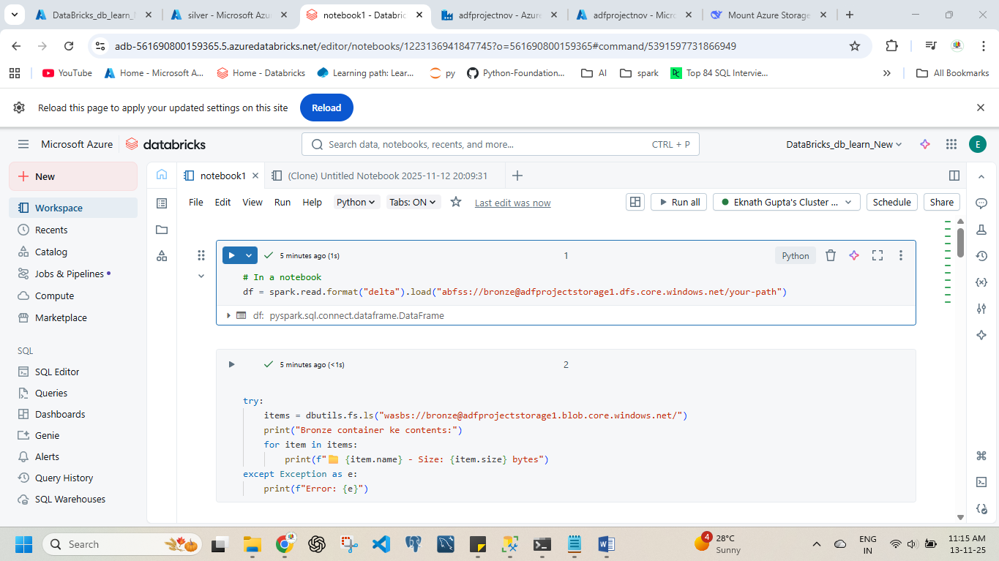 DataBricks_db_learn_
silver - Microsoft Azu
notebook1 - Databric
adfprojectnov - Azure
adfprojectnov - Micro
Mount Azure Storage
adb-561690800159365.5.azuredatabricks.net/editor/notebooks/1223136941847745?o=561690800159365#command/5391597731866949
YouTube
Home - Microsoft A...
Home - Databricks
Learning path: Lear...
py
Python-Foundation...
AI
spark
Top 84 SQL Intervie...
All Bookmarks
Reload this page to apply your updated settings on this site
Reload
Microsoft Azure
databricks
Search data, notebooks, recents, and more...
CTRL + P
DataBricks_db_learn_New
E
New
Workspace
Recents
Catalog
Jobs & Pipelines
Compute
Marketplace
SQL
SQL Editor
Queries
Dashboards
Genie
Alerts
Query History
SQL Warehouses
notebook1
(Clone) Untitled Notebook 2025-11-12 20:09:31
File Edit View Run Help Python Tabs: ON Last edit was now
Run all
Eknath Gupta's Cluster ...
Schedule
Share
5 minutes ago (1s)
1
Python
# In a notebook
df = spark.read.format("delta").load("abfss://bronze@adfprojectstorage1.dfs.core.windows.net/your-path")
df: pyspark.sql.connect.dataframe.DataFrame
5 minutes ago (<1s)
2
try:
items = dbutils.fs.ls("wasbs://bronze@adfprojectstorage1.blob.core.windows.net/")
print("Bronze container ke contents:")
for item in items:
print(f"📁 {item.name} - Size: {item.size} bytes")
except Exception as e:
print(f"Error: {e}")
Search
4
28°C
Sunny
ENG
IN
11:15 AM
13-11-25